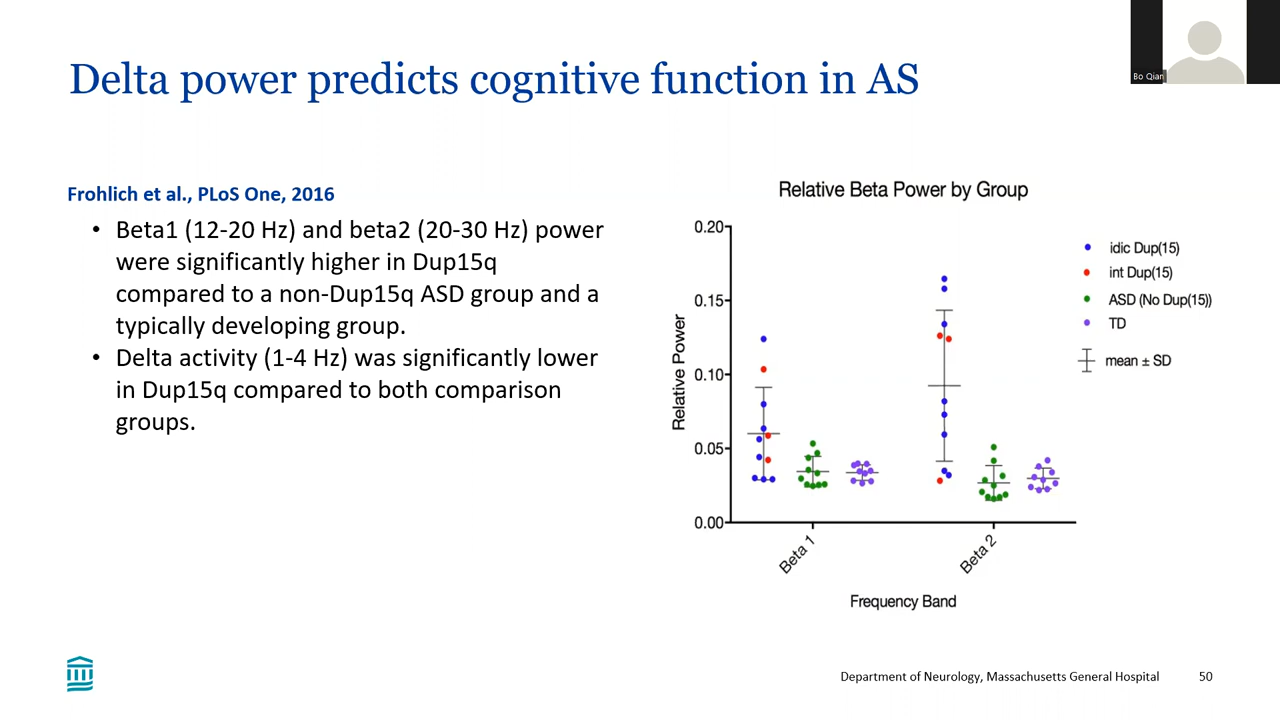 Delta power predicts cognitive function in AS
Bo Qian
Frohlich et al., PLoS One, 2016
• Beta1 (12-20 Hz) and beta2 (20-30 Hz) power
were significantly higher in Dup15q
compared to a non-Dup15q ASD group and a
typically developing group.
• Delta activity (1-4 Hz) was significantly lower
in Dup15q compared to both comparison
groups.
Relative Beta Power by Group
Relative Power
0.20
0.15
0.10
0.05
0.00
Beta 1
Beta 2
Frequency Band
idic Dup(15)
int Dup(15)
ASD (No Dup(15))
TD
mean ± SD
Department of Neurology, Massachusetts General Hospital
50